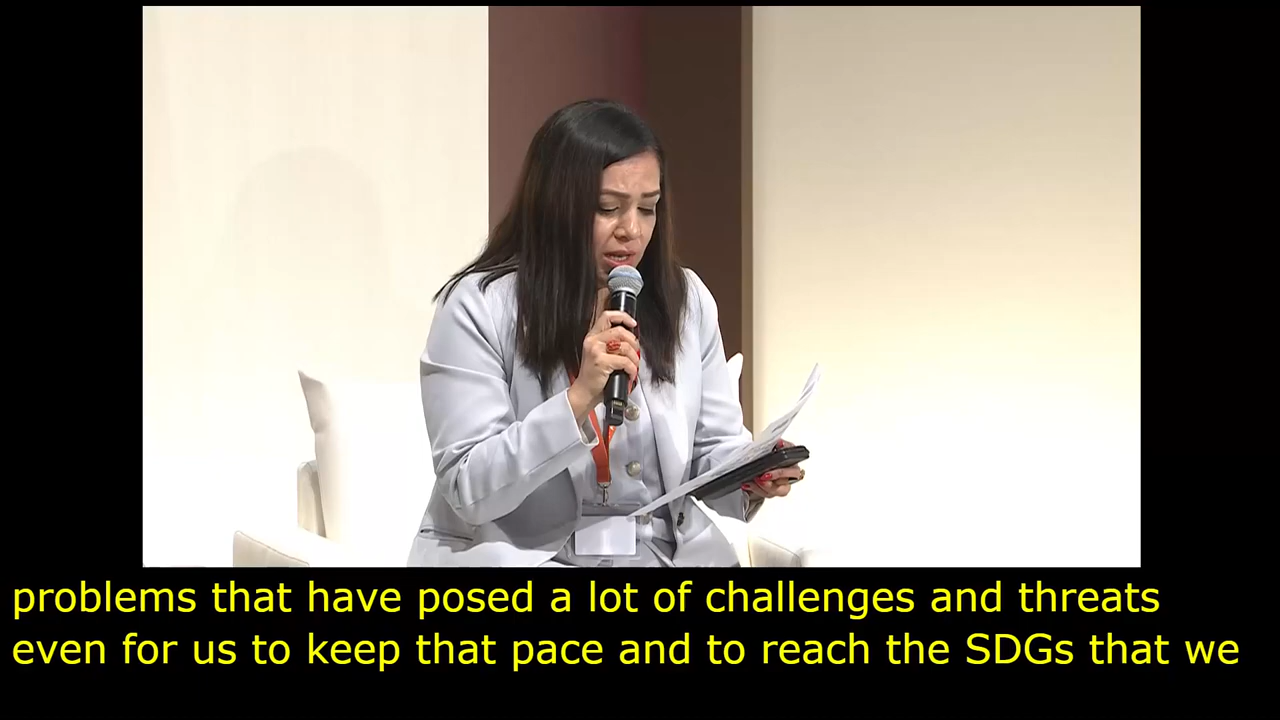 problems that have posed a lot of challenges and threats
even for us to keep that pace and to reach the SDGs that we